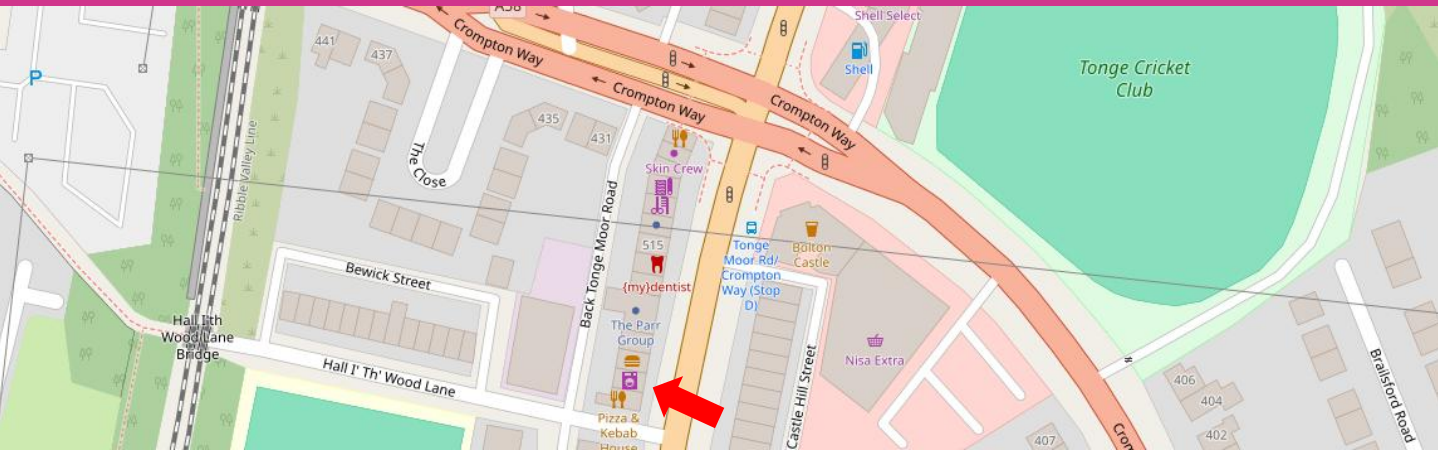 A58
Shell Select
Crompton Way
441
437
P
Shell
Tonge Cricket
Club
Crompton Way
Crompton Way
435
431
The Close
Ribble Valley Line
Skin Crew
Back Tonge Moor Road
515
Tonge
Moor Rd/
Crompton
Way (Stop
D)
Bolton
Castle
Bewick Street
{my}dentist
Hall I'th
Wood Lane
Bridge
The Parr
Group
Nisa Extra
Hall I' Th' Wood Lane
Castle Hill Street
Brailsford Road
406
404
402
407
Pizza &
Kebab
House
Crom